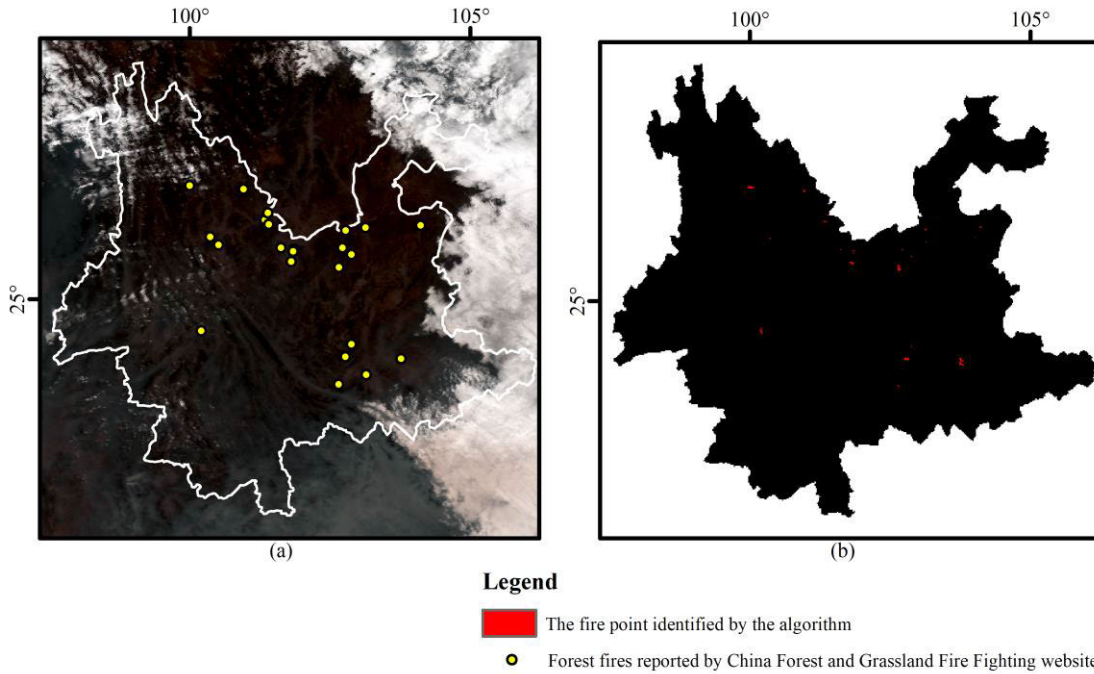 100°
105°
100°
105°
25°
25°
(a)
(b)
Legend
The fire point identified by the algorithm
Forest fires reported by China Forest and Grassland Fire Fighting website